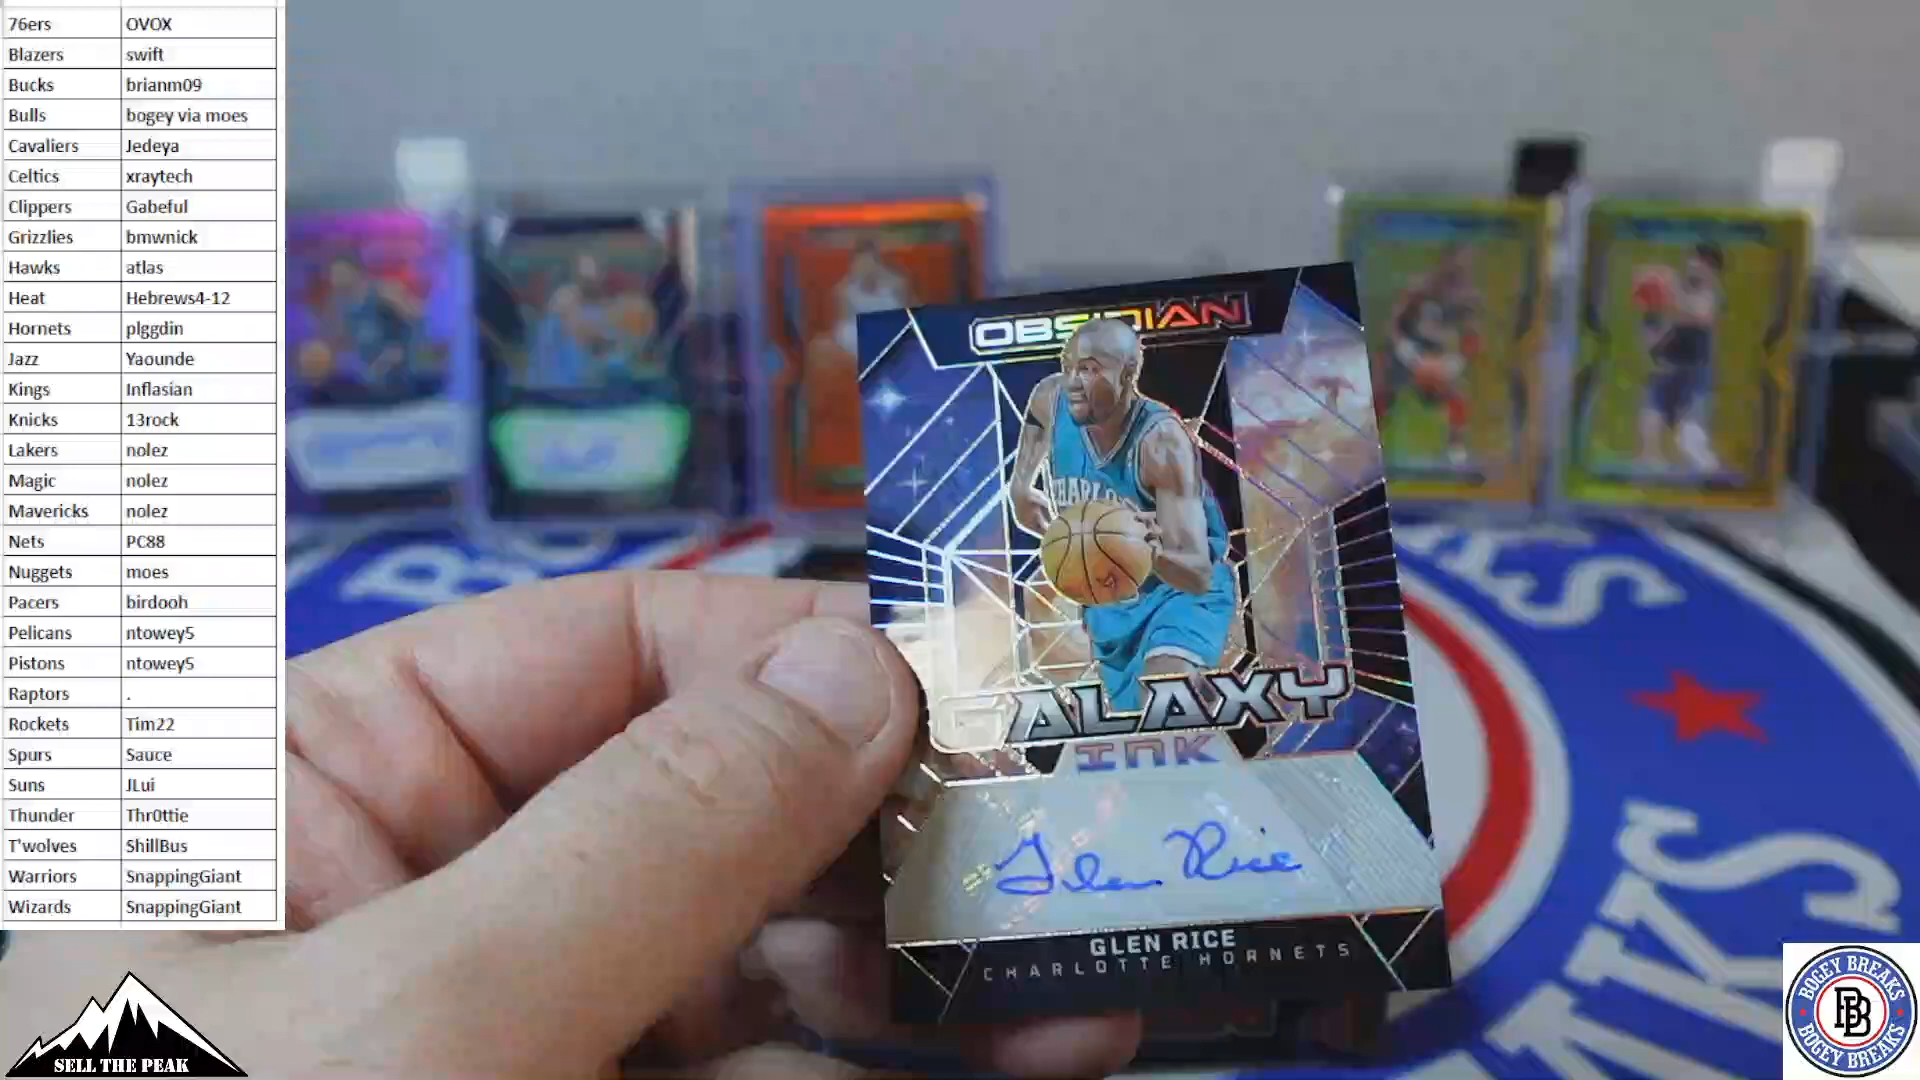 76ers OVOX
Blazers swift
Bucks brianm09
Bulls bogey via moes
Cavaliers Jedeya
Celtics xraytech
Clippers Gabeful
Grizzlies bmwnick
Hawks atlas
Heat Hebrews4-12
Hornets plggdin
Jazz Yaounde
Kings Inflasian
Knicks 13rock
Lakers nolez
Magic nolez
Mavericks nolez
Nets PC88
Nuggets moes
Pacers birdooh
Pelicans ntowey5
Pistons ntowey5
Raptors .
Rockets Tim22
Spurs Sauce
Suns JLui
Thunder Thr0ttie
T'wolves ShillBus
Warriors SnappingGiant
Wizards SnappingGiant
OBSIDIAN
CHARLO
GALAXY
INK
Glen Rice
GLEN RICE
CHARLOTTE HORNETS
SELL THE PEAK
BOGEY BREAKS
BB
BOGEY BREAKS